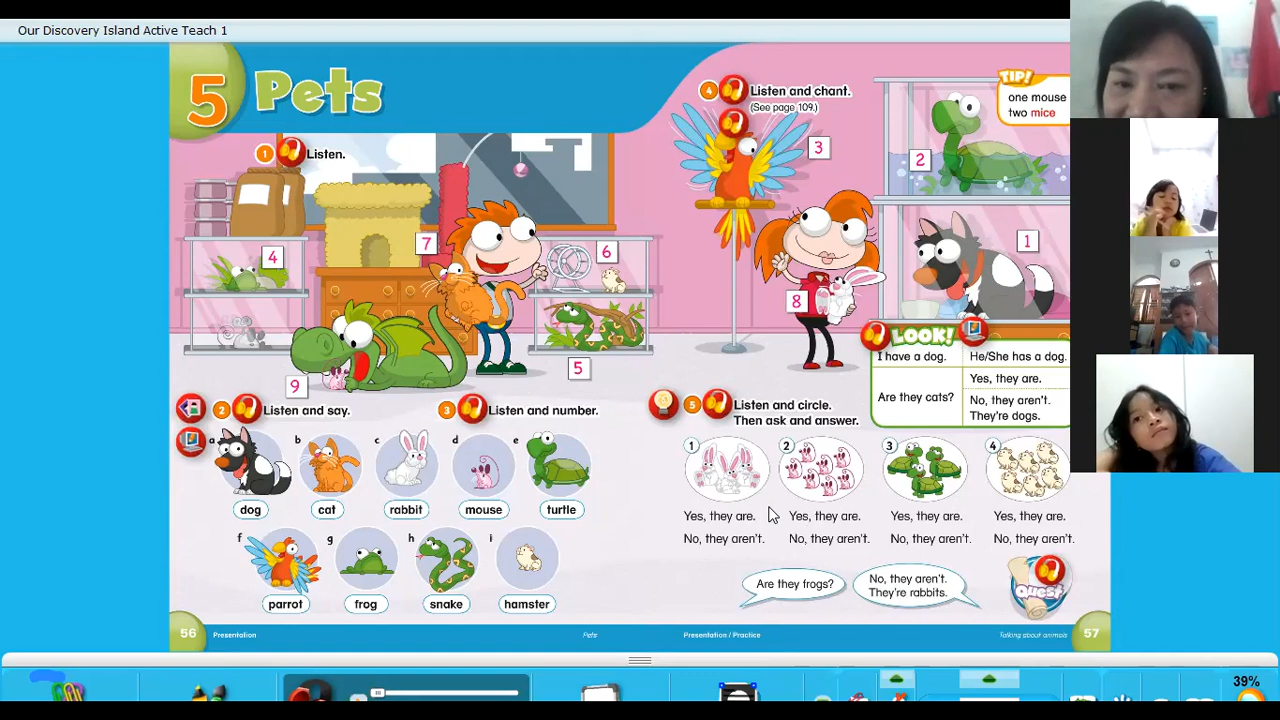 Our Discovery Island Active Teach 1
5 Pets
1 Listen.
4
7
6
5
9
2 Listen and say.
3 Listen and number.
a
b
c
d
e
dog
cat
rabbit
mouse
turtle
f
g
h
i
parrot
frog
snake
hamster
56
Presentation
Pets
4 Listen and chant.
(See page 109.)
TIP!
one mouse
two mice
3
2
1
8
LOOK!
I have a dog.
He/She has a dog.
Are they cats?
Yes, they are.
No, they aren't.
They're dogs.
5 Listen and circle.
Then ask and answer.
1
2
3
4
Yes, they are.
Yes, they are.
Yes, they are.
Yes, they are.
No, they aren't.
No, they aren't.
No, they aren't.
No, they aren't.
Are they frogs?
No, they aren't.
They're rabbits.
Quest
Presentation / Practice
Talking about animals
57
39%